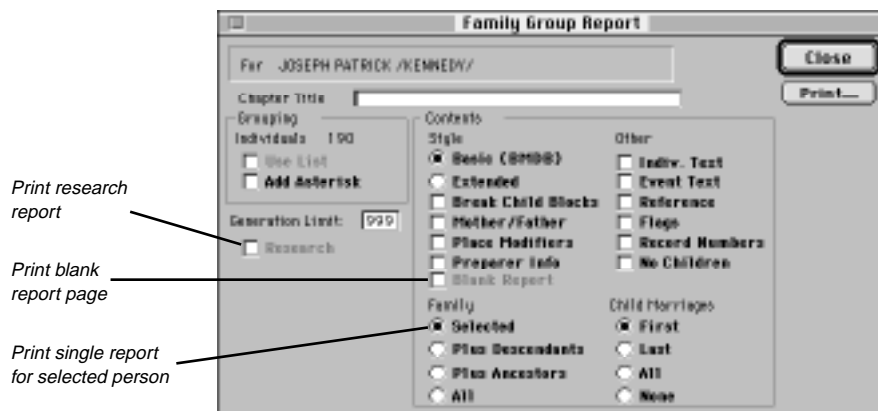 Family Group Report
For JOSEPH PATRICK /KENNEDY/
Close
Print...
Chapter Title
Grouping
Individuals 190
Use List
Add Asterisk
Generation Limit: 999
Research
Contents
Style
Basic (BMDB)
Extended
Break Child Blocks
Mother/Father
Place Modifiers
Preparer Info
Blank Report
Other
Indiv. Text
Event Text
Reference
Flags
Record Numbers
No Children
Family
Selected
Plus Descendants
Plus Ancestors
All
Child Marriages
First
Last
All
None
Print research
report
Print blank
report page
Print single report
for selected person